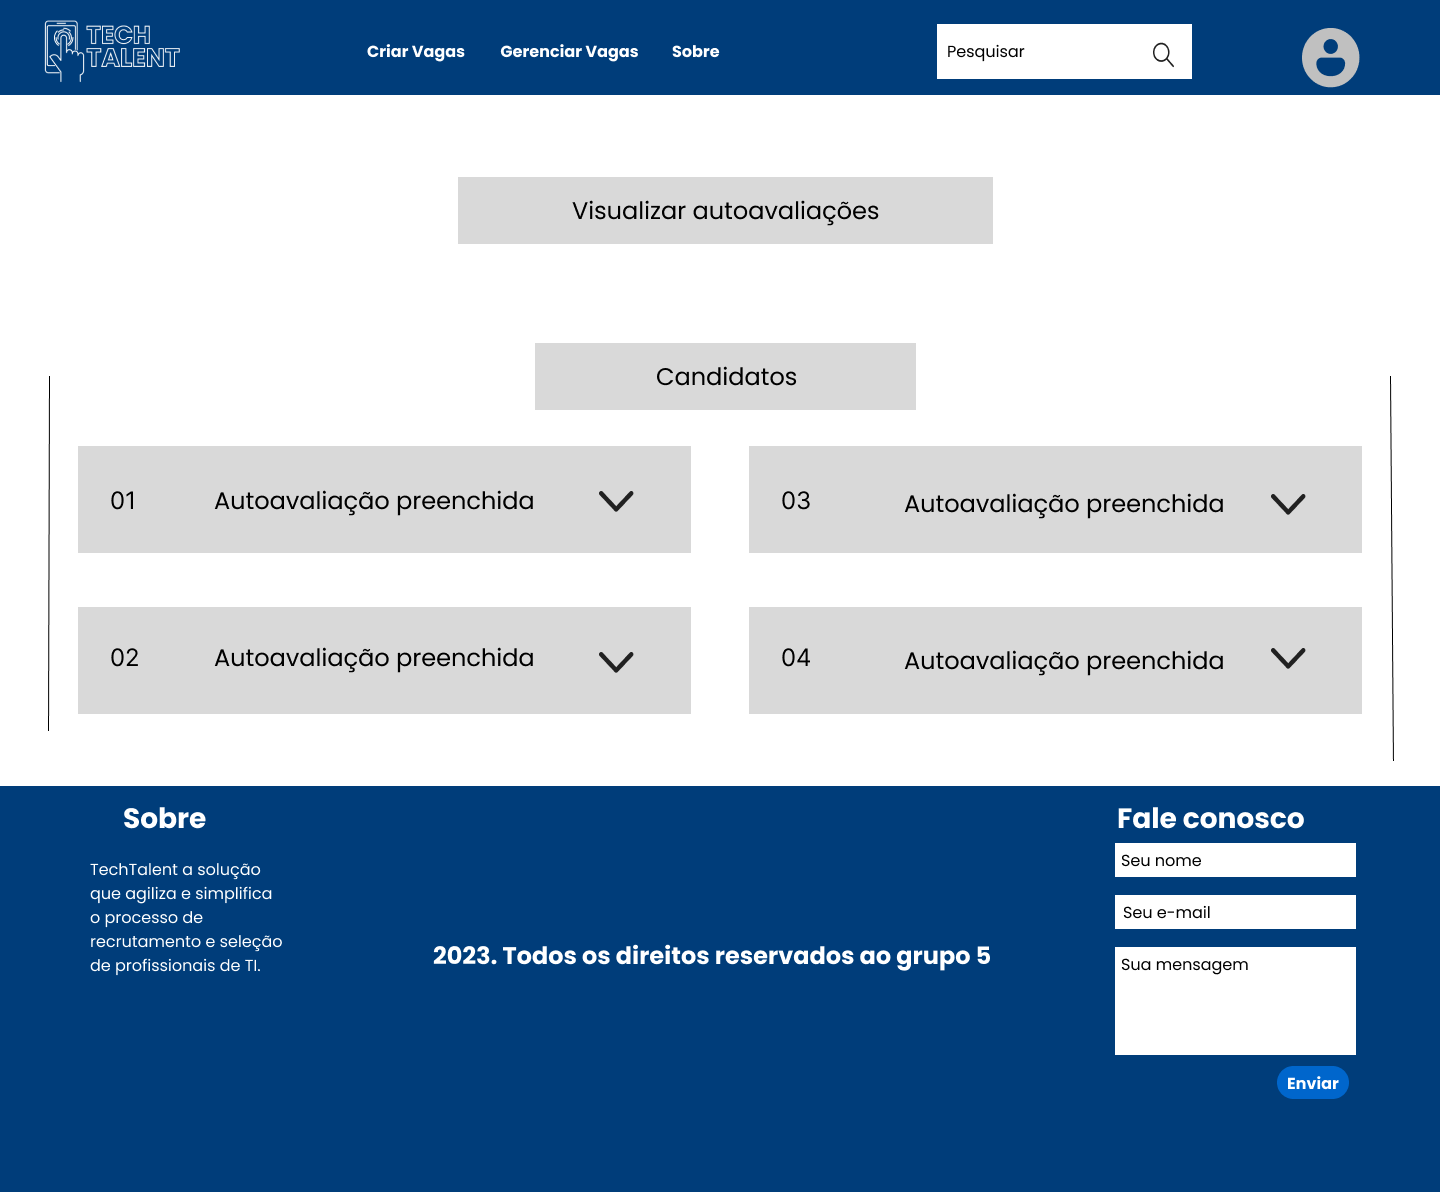 TECH
TALENT
Criar Vagas
Gerenciar Vagas
Sobre
Pesquisar
Visualizar autoavaliações
Candidatos
01
Autoavaliação preenchida
03
Autoavaliação preenchida
02
Autoavaliação preenchida
04
Autoavaliação preenchida
Sobre
TechTalent a solução
que agiliza e simplifica
o processo de
recrutamento e seleção
de profissionais de TI.
2023. Todos os direitos reservados ao grupo 5
Fale conosco
Seu nome
Seu e-mail
Sua mensagem
Enviar